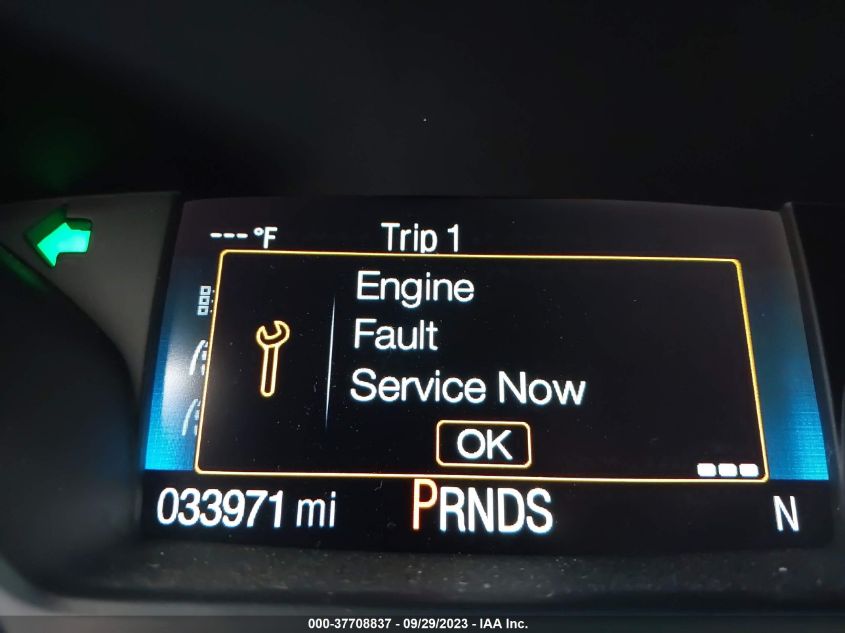 --- °F Trip 1
Engine
Fault
Service Now
OK
033971 mi PRNDS N
000-37708837 - 09/29/2023 - IAA Inc.